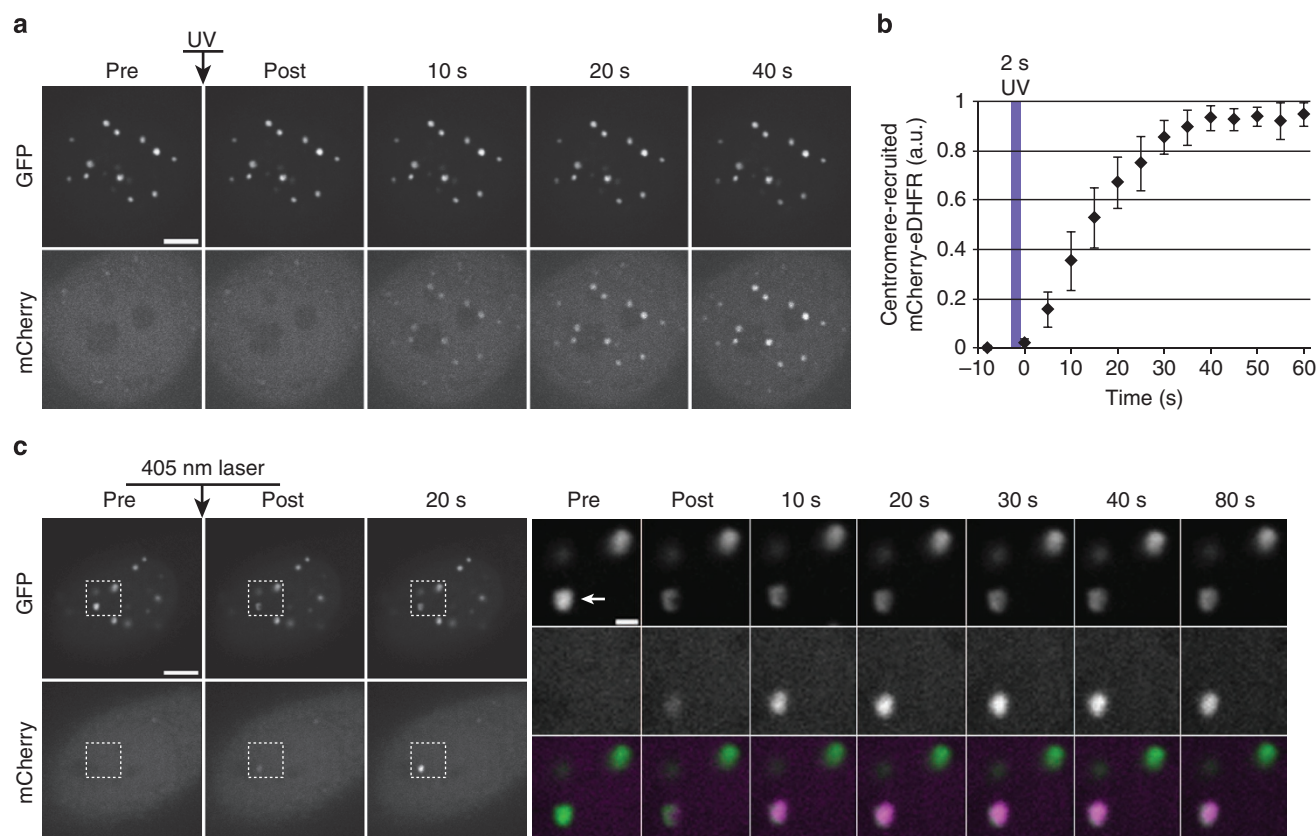 a
UV
Pre Post 10 s 20 s 40 s
GFP
mCherry
b
2 s
UV
1
0.8
0.6
0.4
0.2
0
–10 0 10 20 30 40 50 60
Time (s)
Centromere-recruited
mCherry-eDHFR (a.u.)
c
405 nm laser
Pre Post 20 s Pre Post 10 s 20 s 30 s 40 s 80 s
GFP
mCherry